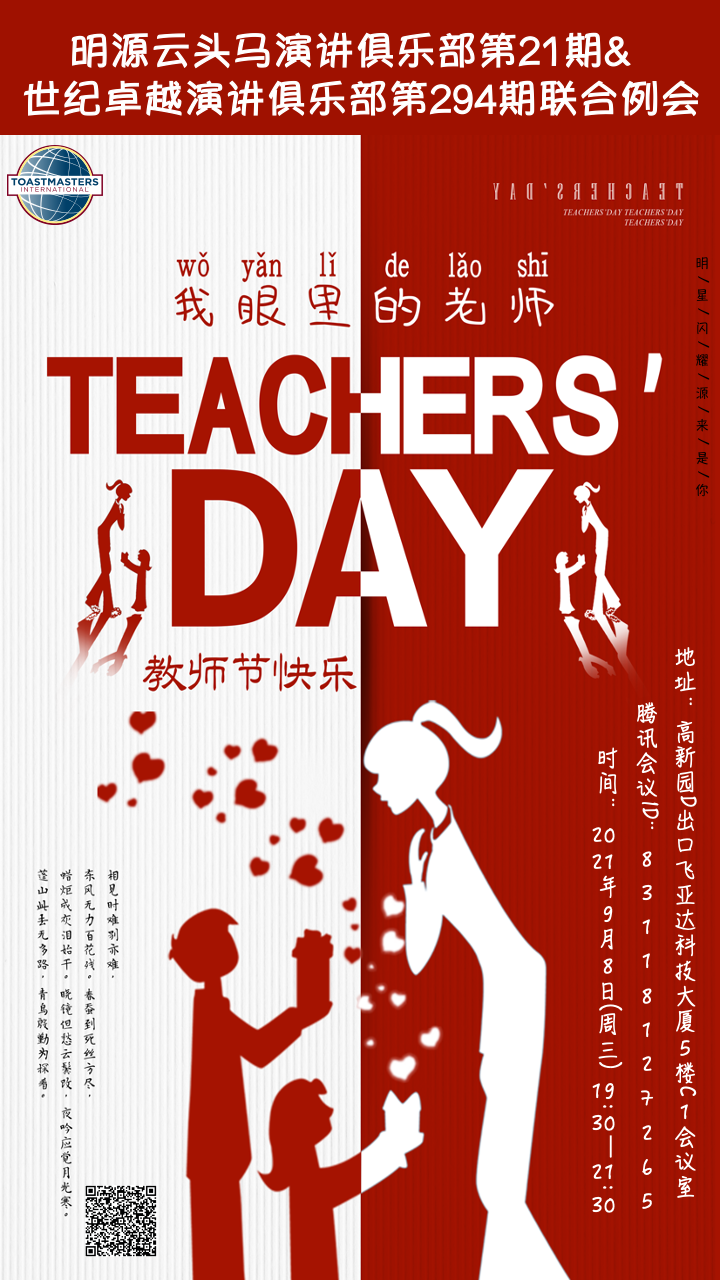 明源云头马演讲俱乐部第21期&
世纪卓越演讲俱乐部第294期联合例会
TOASTMASTERS
INTERNATIONAL
TEACHERS'DAY
TEACHERS'DAY TEACHERS'DAY
TEACHERS'DAY
明/星/闪/耀/源/来/是/你
wǒ yǎn lǐ de lǎo shī
我眼里的老师
TEACHERS'
DAY
教师节快乐
地址：高新园D出口飞亚达科技大厦5楼C1会议室
腾讯会议ID：83118127265
时间：2021年9月8日(周三)19:30—21:30
相见时难别亦难，
东风无力百花残。春蚕到死丝方尽，
蜡炬成灰泪始干。晓镜但愁云鬓改，夜吟应觉月光寒。
蓬山此去无多路，青鸟殷勤为探看。